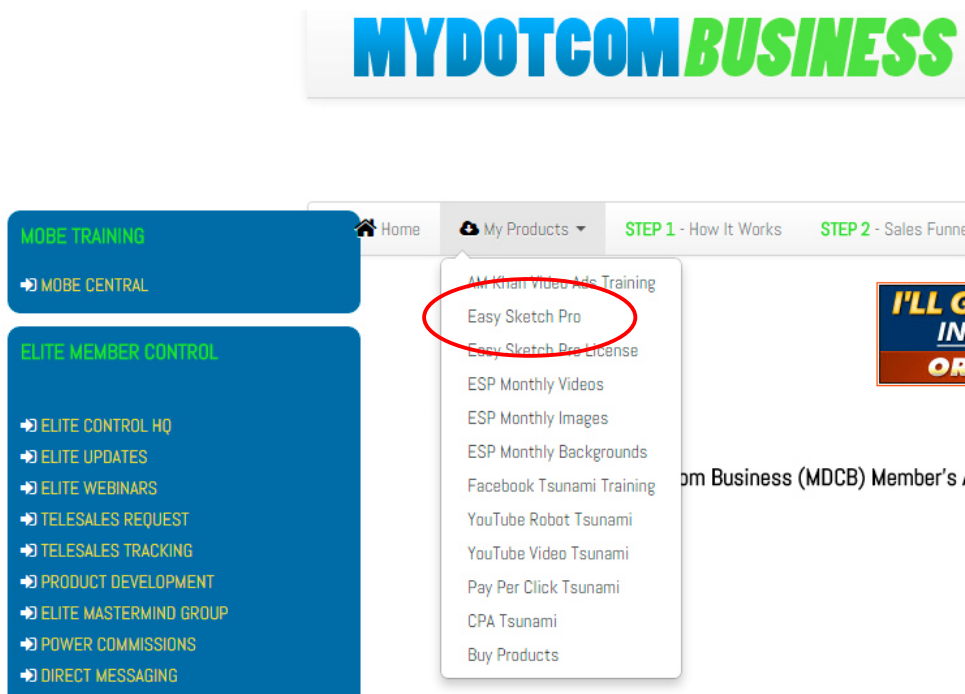 MYDOTCOM BUSINESS
Home
My Products
STEP 1 - How It Works
STEP 2 - Sales
MOBE TRAINING
MOBE CENTRAL
ELITE MEMBER CONTROL
ELITE CONTROL HQ
ELITE UPDATES
ELITE WEBINARS
TELESALES REQUEST
TELESALES TRACKING
PRODUCT DEVELOPMENT
ELITE MASTERMIND GROUP
POWER COMMISSIONS
DIRECT MESSAGING
AM Khan Video Ads Training
Easy Sketch Pro
Easy Sketch Pro License
ESP Monthly Videos
ESP Monthly Images
ESP Monthly Backgrounds
Facebook Tsunami Training
YouTube Robot Tsunami
YouTube Video Tsunami
Pay Per Click Tsunami
CPA Tsunami
Buy Products
I'LL
Business (MDCB) Member's